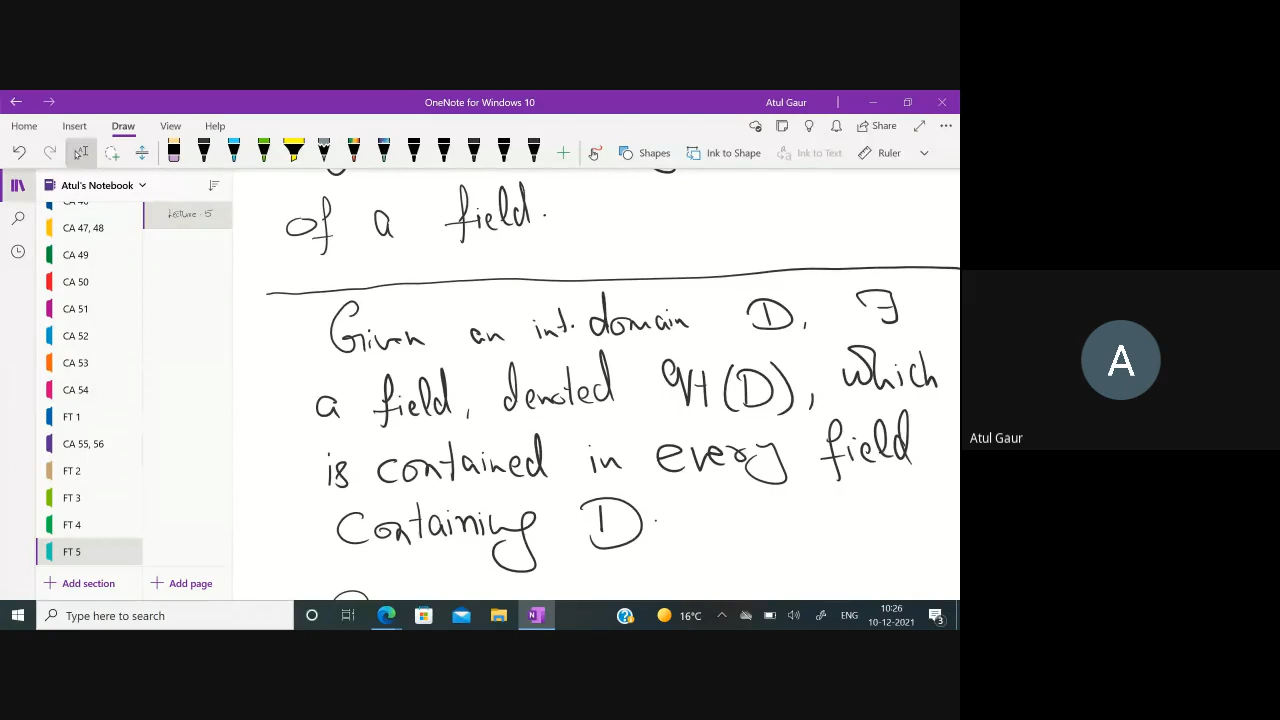 OneNote for Windows 10
Atul Gaur
Home Insert Draw View Help
Share
Shapes Ink to Shape Ink to Text Ruler
Atul's Notebook
Lecture - 5
CA 47, 48
CA 49
CA 50
CA 51
CA 52
CA 53
CA 54
FT 1
CA 55, 56
FT 2
FT 3
FT 4
FT 5
Add section
Add page
of a field.
Given an int. domain D, ∃
a field, denoted qt(D), which
is contained in every field
containing D.
A
Atul Gaur
Type here to search
16°C
ENG
10:26
10-12-2021
3